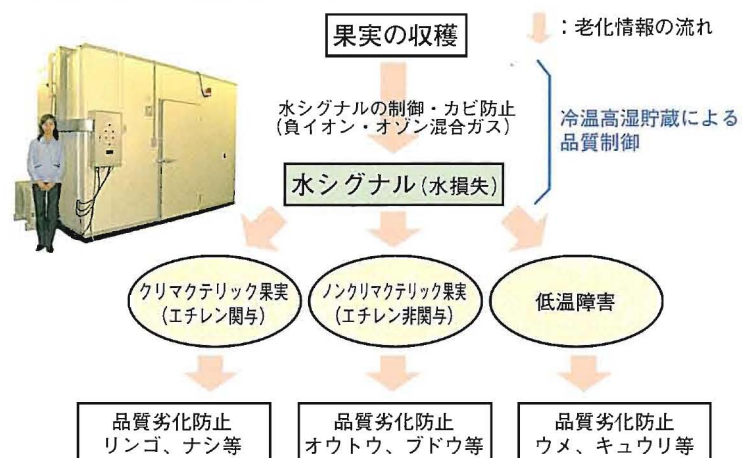 果実の収穫
：老化情報の流れ
水シグナルの制御・カビ防止
(負イオン・オゾン混合ガス)
冷温高湿貯蔵による
品質制御
水シグナル(水損失)
クリマクテリック果実
(エチレン関与)
ノンクリマクテリック果実
(エチレン非関与)
低温障害
品質劣化防止
リンゴ、ナシ等
品質劣化防止
オウトウ、ブドウ等
品質劣化防止
ウメ、キュウリ等